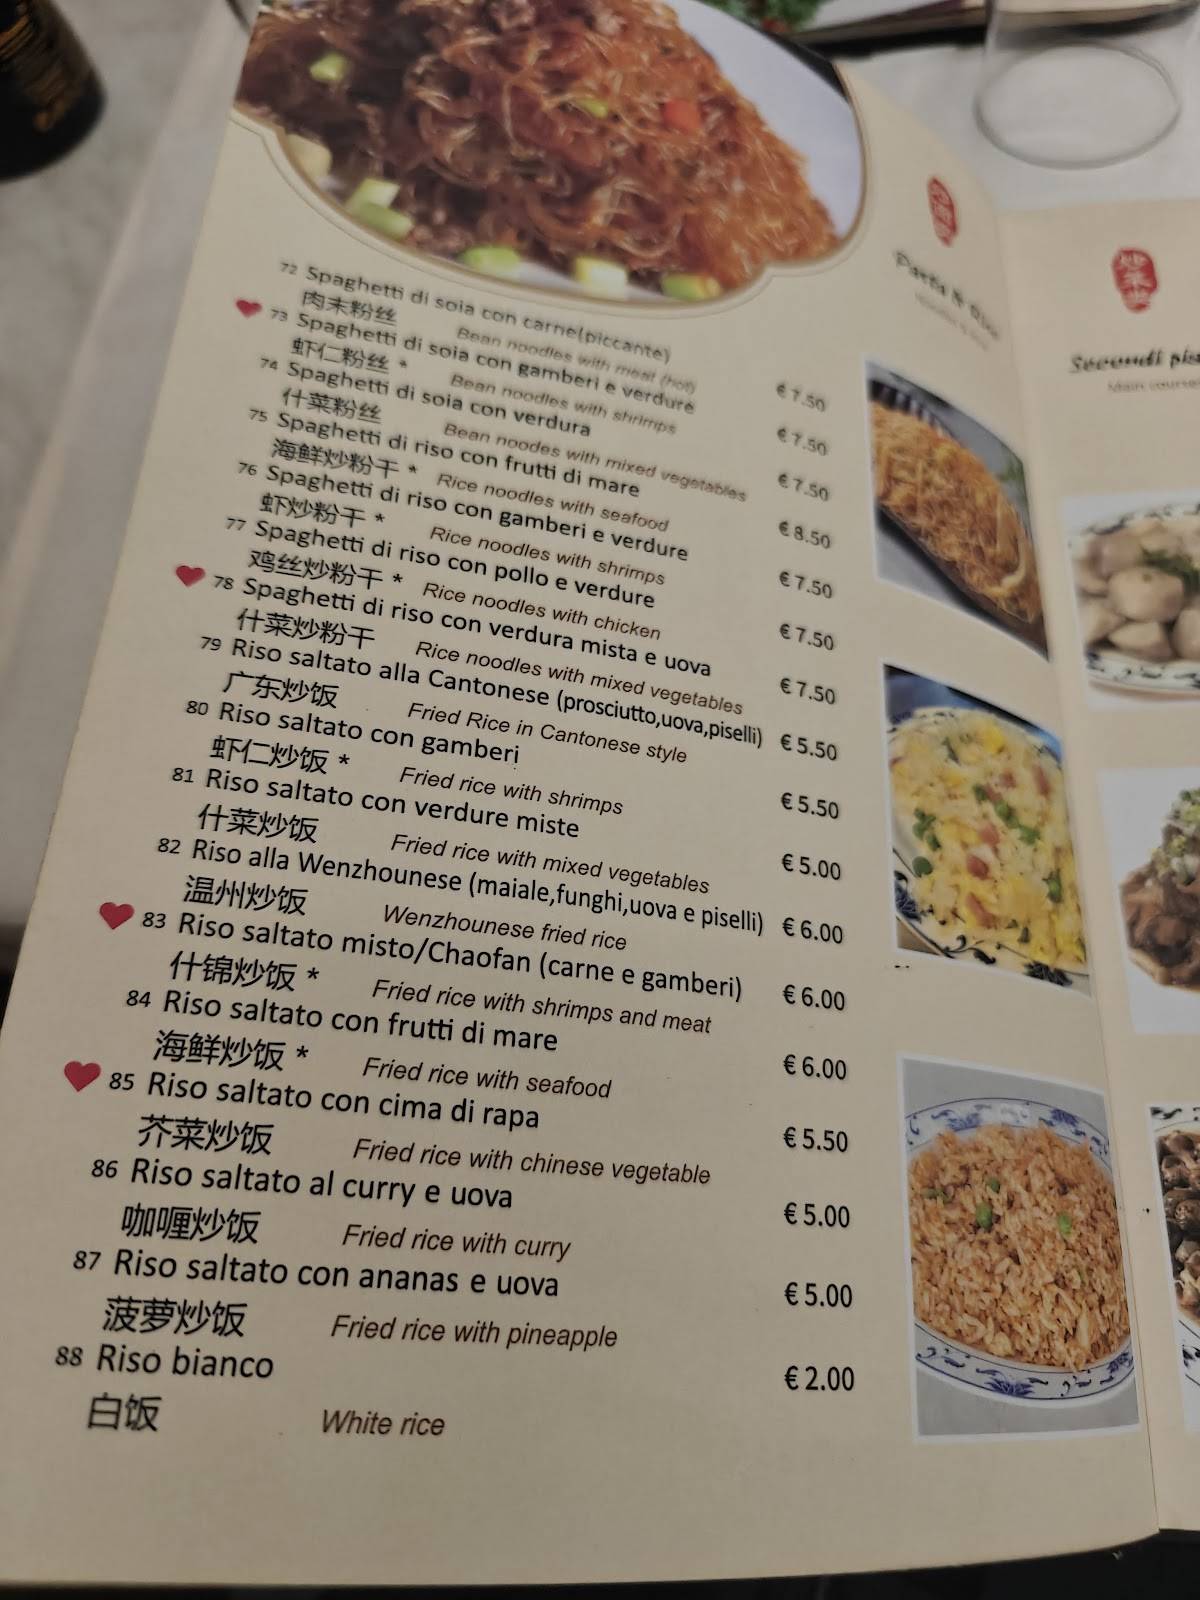 72 Spaghetti di soia con carne(piccante) € 7.50
肉末粉丝 Bean noodles with meat (hot)
73 Spaghetti di soia con gamberi e verdure € 7.50
虾仁粉丝 * Bean noodles with shrimps
74 Spaghetti di soia con verdura € 7.50
什菜粉丝 Bean noodes with mixed vegetables
75 Spaghetti di riso con frutti di mare € 8.50
海鲜炒粉干 * Rice noodles with seafood
76 Spaghetti di riso con gamberi e verdure € 7.50
虾炒粉干 * Rice noodles with shrimps
77 Spaghetti di riso con pollo e verdure € 7.50
鸡丝炒粉干 * Rice noodles with chicken
78 Spaghetti di riso con verdura mista e uova € 7.50
什菜炒粉干 Rice noodles with mixed vegetables
79 Riso saltato alla Cantonese (prosciutto,uova,piselli) € 5.50
广东炒饭 Fried Rice in Cantonese style
80 Riso saltato con gamberi € 5.50
虾仁炒饭 * Fried rice with shrimps
81 Riso saltato con verdure miste € 5.00
什菜炒饭 Fried rice with mixed vegetables
82 Riso alla Wenzhounese (maiale,funghi,uova e piselli) € 6.00
温州炒饭 Wenzhounese fried rice
83 Riso saltato misto/Chaofan (carne e gamberi) € 6.00
什锦炒饭 * Fried rice with shrimps and meat
84 Riso saltato con frutti di mare € 6.00
海鲜炒饭 * Fried rice with seafood
85 Riso saltato con cima di rapa € 5.50
芥菜炒饭 Fried rice with chinese vegetable
86 Riso saltato al curry e uova € 5.00
咖喱炒饭 Fried rice with curry
87 Riso saltato con ananas e uova € 5.00
菠萝炒饭 Fried rice with pineapple
88 Riso bianco € 2.00
白饭 White rice
Pasta & Riso
Secondi
Main course